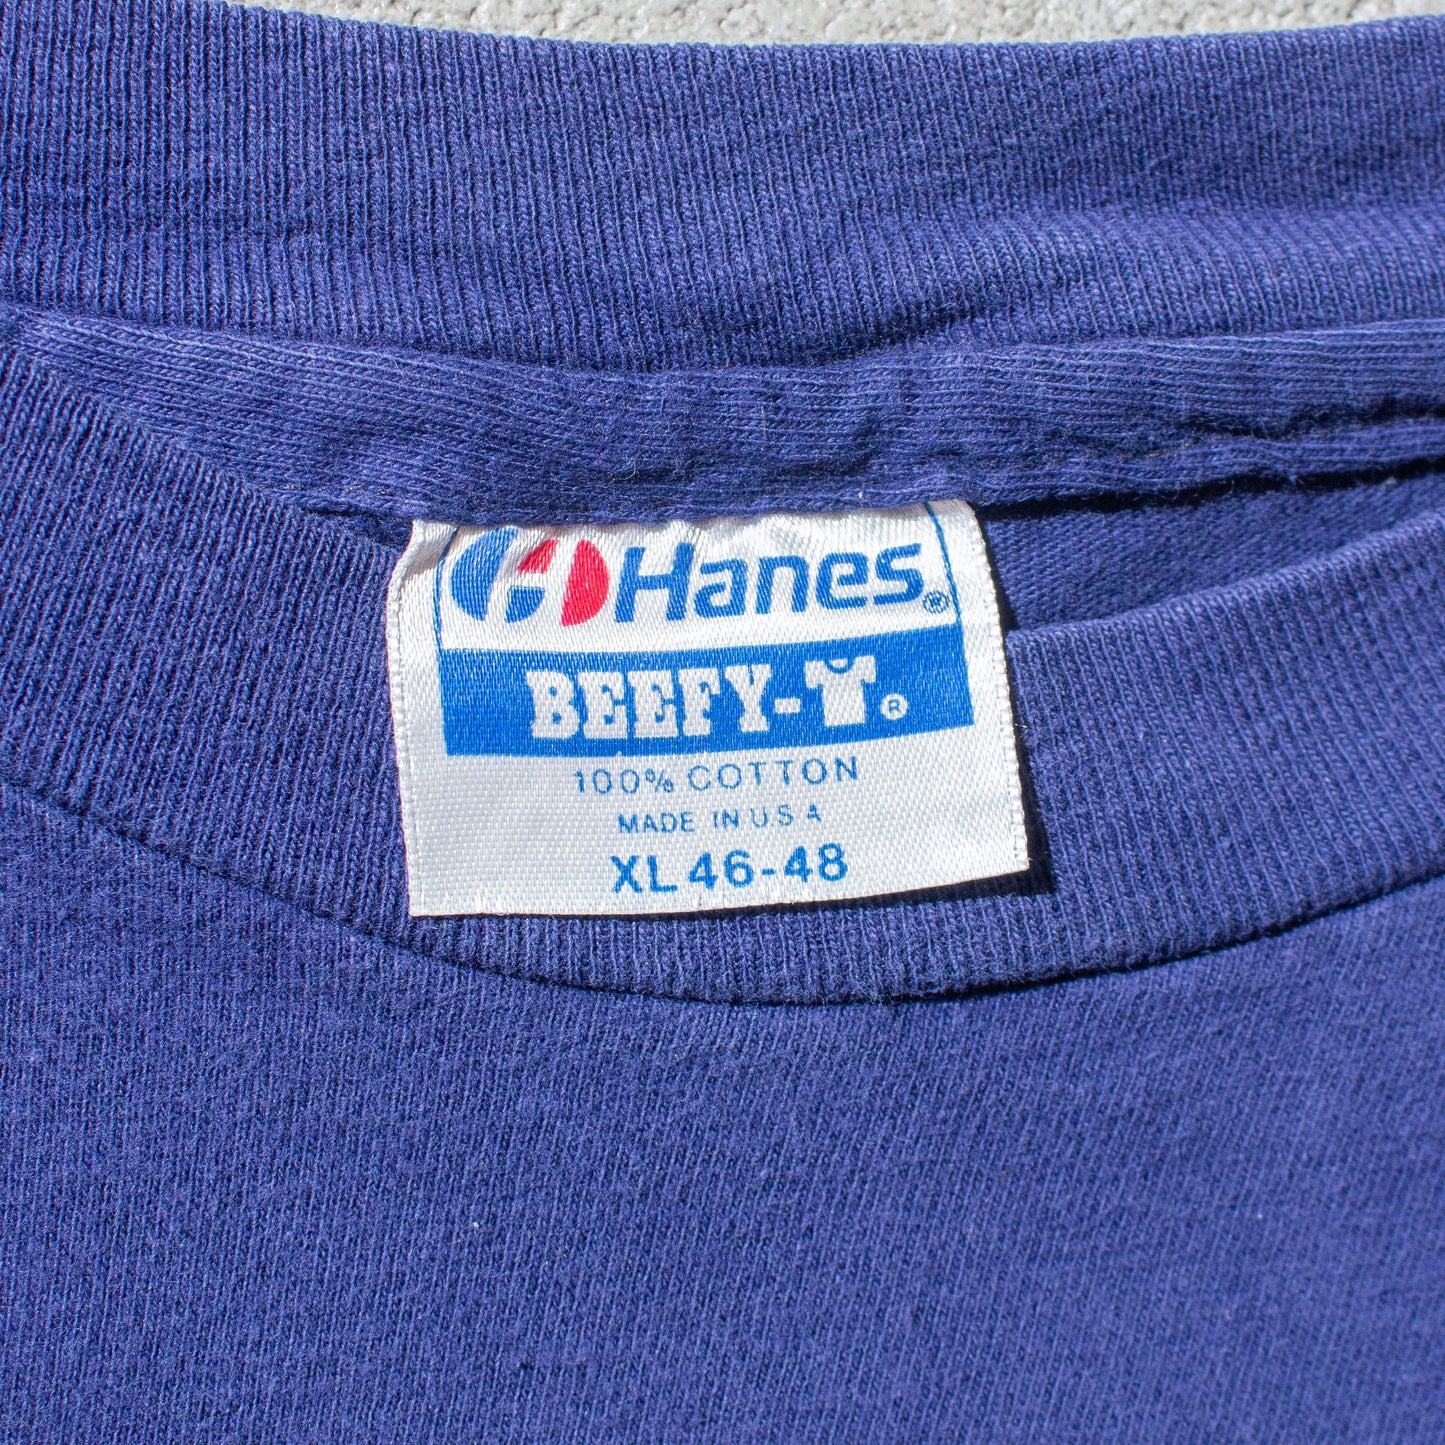 Hanes®
BEEFY-T®
100% COTTON
MADE IN U.S.A
XL 46-48